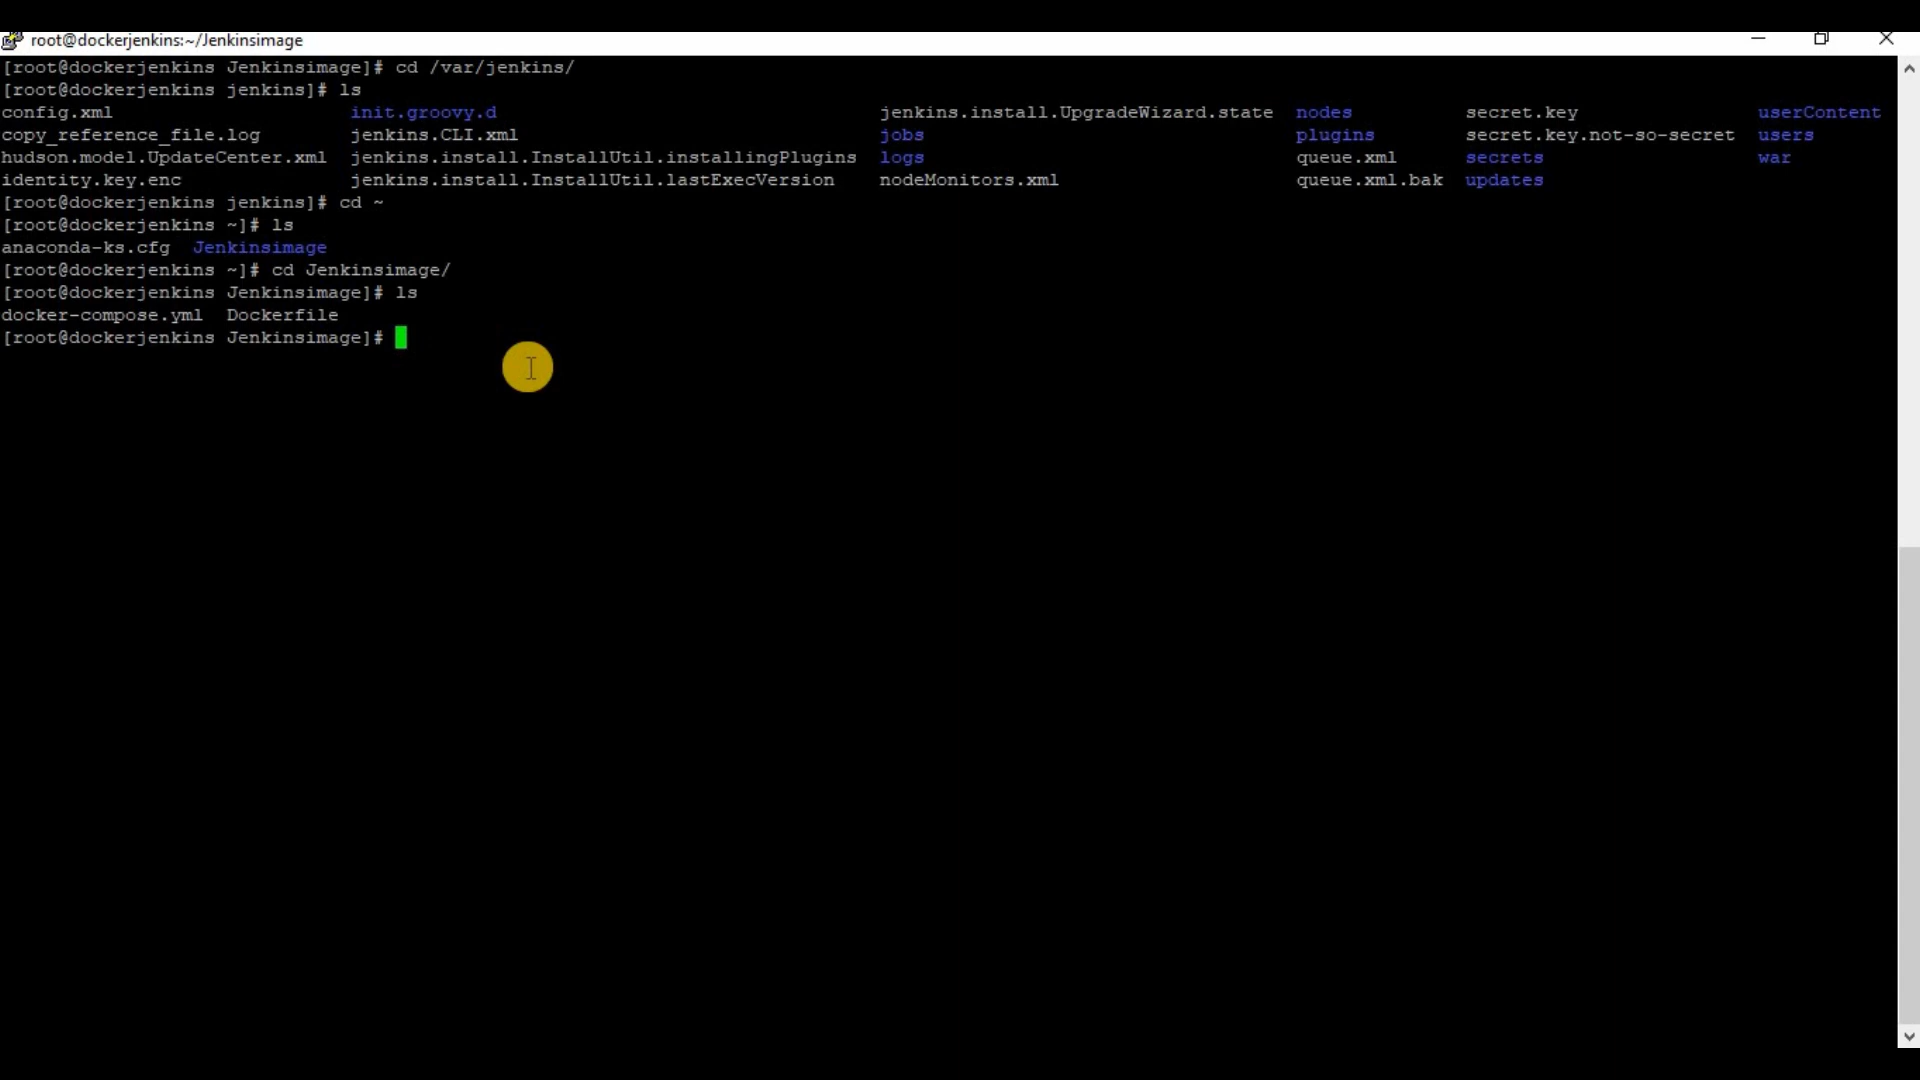 root@dockerjenkins:~/Jenkinsimage
[root@dockerjenkins Jenkinsimage]# cd /var/jenkins/
[root@dockerjenkins jenkins]# ls
config.xml init.groovy.d jenkins.install.UpgradeWizard.state nodes secret.key userContent
copy_reference_file.log jenkins.CLI.xml jobs plugins secret.key.not-so-secret users
hudson.model.UpdateCenter.xml jenkins.install.InstallUtil.installingPlugins logs queue.xml secrets war
identity.key.enc jenkins.install.InstallUtil.lastExecVersion nodeMonitors.xml queue.xml.bak updates
[root@dockerjenkins jenkins]# cd ~
[root@dockerjenkins ~]# ls
anaconda-ks.cfg Jenkinsimage
[root@dockerjenkins ~]# cd Jenkinsimage/
[root@dockerjenkins Jenkinsimage]# ls
docker-compose.yml Dockerfile
[root@dockerjenkins Jenkinsimage]#